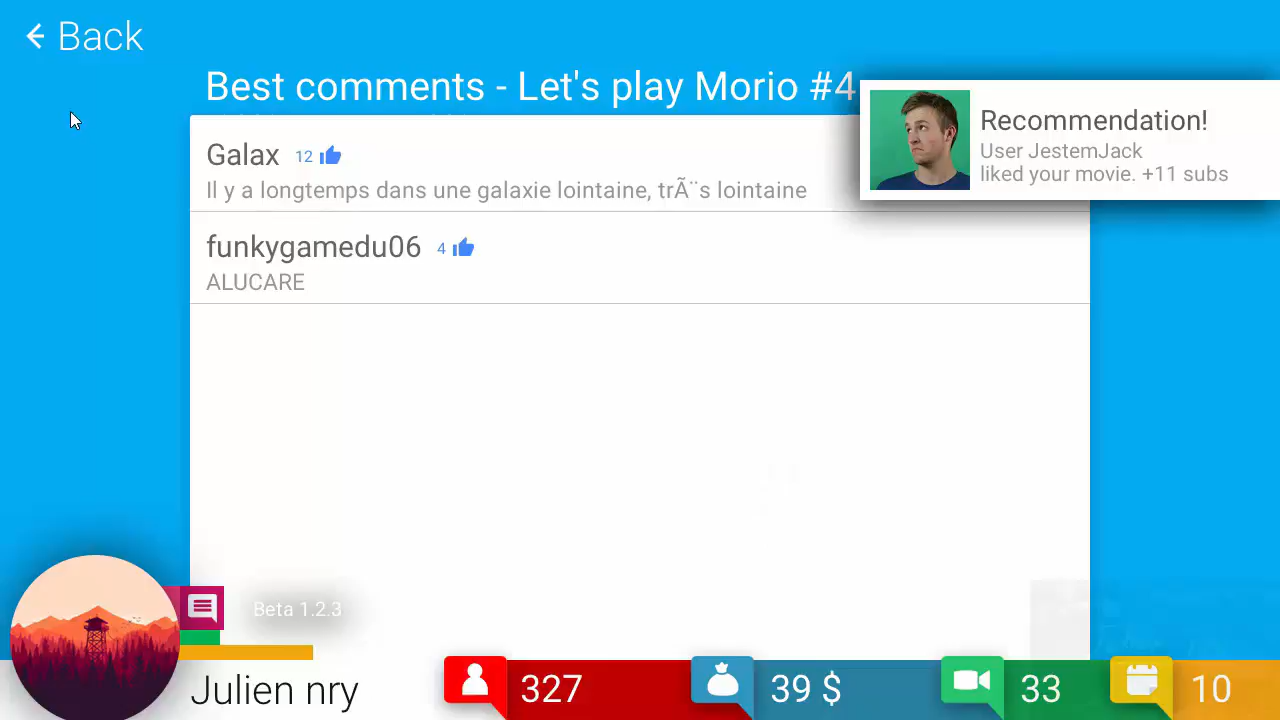 Back
Best comments - Let's play Morio #4
Recommendation!
User JestemJack
liked your movie. +11 subs
Galax 12
Il y a longtemps dans une galaxie lointaine, trÃ¨s lointaine
funkygamedu06 4
ALUCARE
Beta 1.2.3
Julien nry
327
39 $
33
10